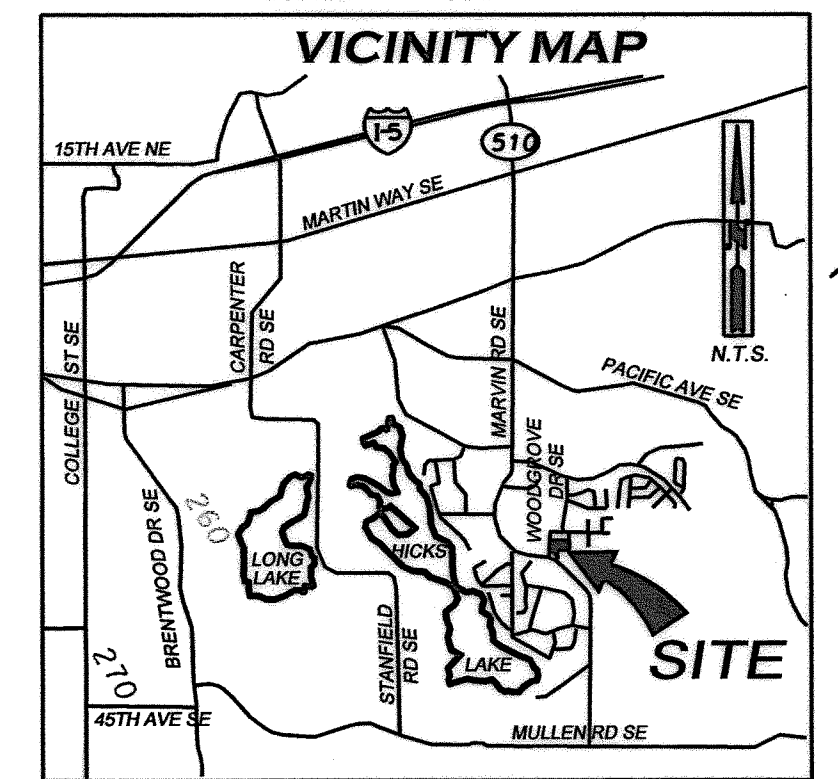 VICINITY MAP
I-5
510
15TH AVE NE
MARTIN WAY SE
CARPENTER
RD SE
COLLEGE ST SE
MARVIN RD SE
N
N.T.S.
PACIFIC AVE SE
WOODGROVE
DR SE
BRENTWOOD DR SE
260
LONG
LAKE
HICKS
LAKE
STANFIELD
RD SE
SITE
270
45TH AVE SE
MULLEN RD SE